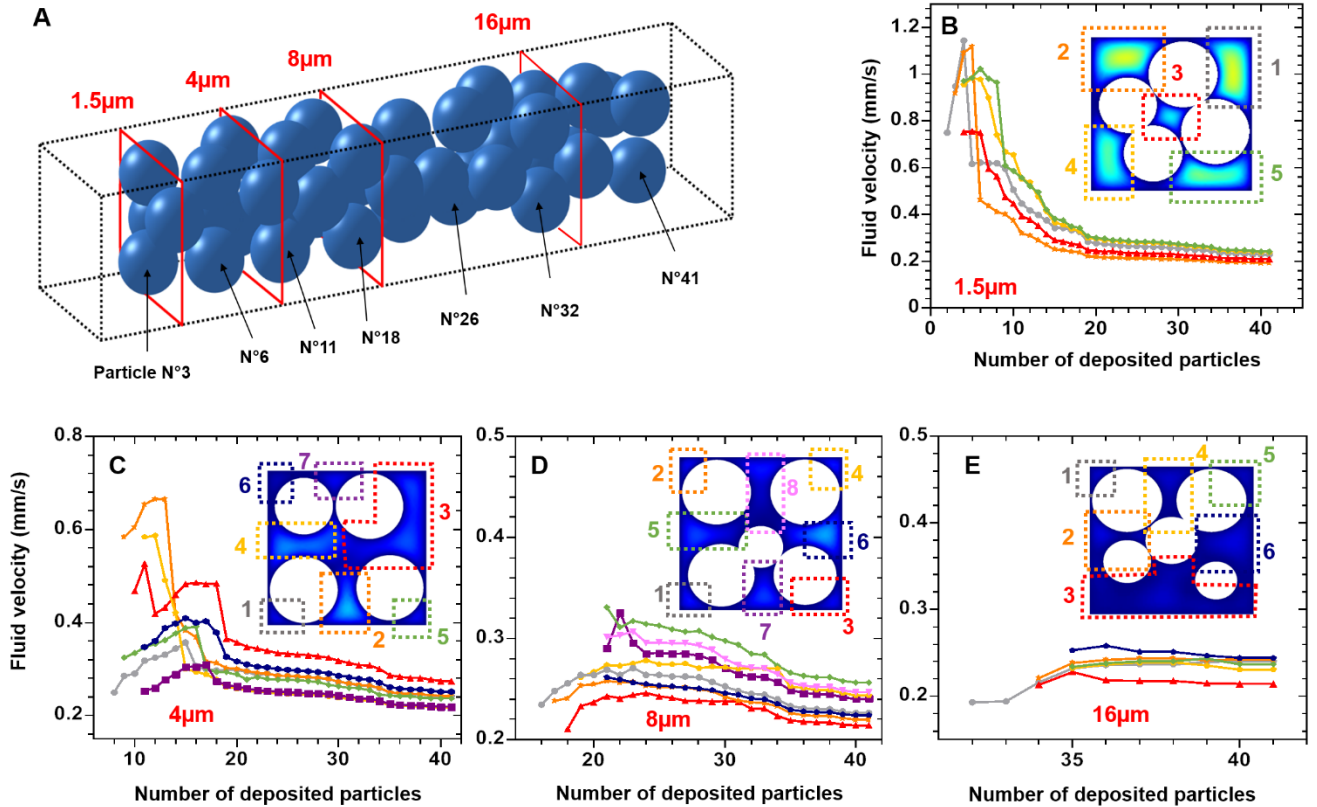 A
1.5µm
4µm
8µm
16µm
Particle N°3
N°6
N°11
N°18
N°26
N°32
N°41
B
Fluid velocity (mm/s)
1.2
1
0.8
0.6
0.4
0.2
0
0 10 20 30 40
Number of deposited particles
1.5µm
2
1
3
4
5
C
Fluid velocity (mm/s)
0.8
0.6
0.4
0.2
10 20 30 40
Number of deposited particles
4µm
6
7
3
4
1
2
5
D
0.5
0.4
0.3
0.2
10 20 30 40
Number of deposited particles
8µm
2
4
8
5
6
1
7
3
E
0.5
0.4
0.3
0.2
35 40
Number of deposited particles
16µm
4
5
1
2
6
3